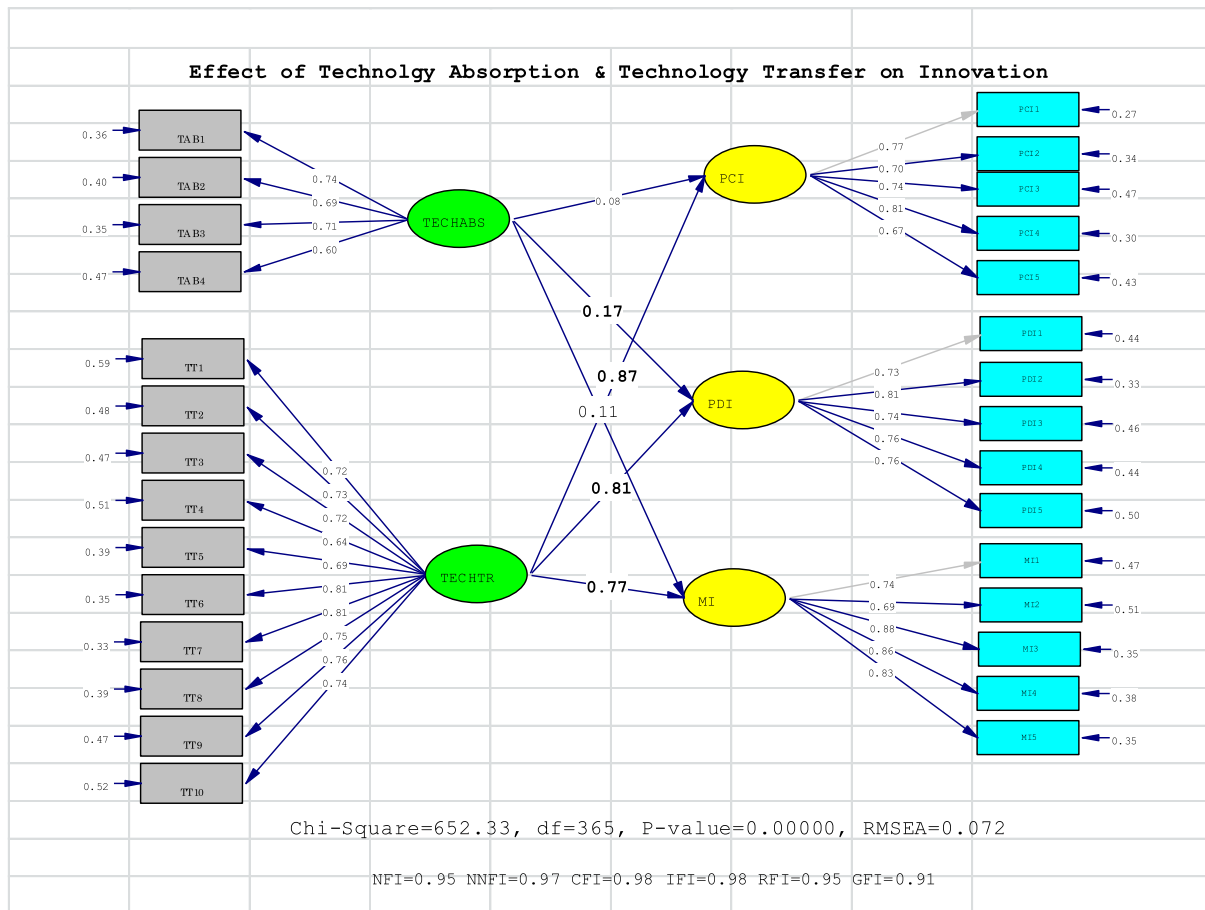 Effect of Technolgy Absorption & Technology Transfer on Innovation
0.36 TAB1
0.40 TAB2
0.35 TAB3
0.47 TAB4
0.74
0.69
0.71
0.60
TECHABS
0.59 TT1
0.48 TT2
0.47 TT3
0.51 TT4
0.39 TT5
0.35 TT6
0.33 TT7
0.39 TT8
0.47 TT9
0.52 TT10
0.72
0.73
0.72
0.64
0.69
0.81
0.81
0.75
0.76
0.74
TECHTR
0.08
0.17
0.87
0.11
0.81
0.77
PCI
0.77
0.70
0.74
0.81
0.67
PCI1 0.27
PCI2 0.34
PCI3 0.47
PCI4 0.30
PCI5 0.43
PDI
0.73
0.81
0.74
0.76
0.76
PDI1 0.44
PDI2 0.33
PDI3 0.46
PDI4 0.44
PDI5 0.50
MI
0.74
0.69
0.88
0.86
0.83
MI1 0.47
MI2 0.51
MI3 0.35
MI4 0.38
MI5 0.35
Chi-Square=652.33, df=365, P-value=0.00000, RMSEA=0.072
NFI=0.95 NNFI=0.97 CFI=0.98 IFI=0.98 RFI=0.95 GFI=0.91